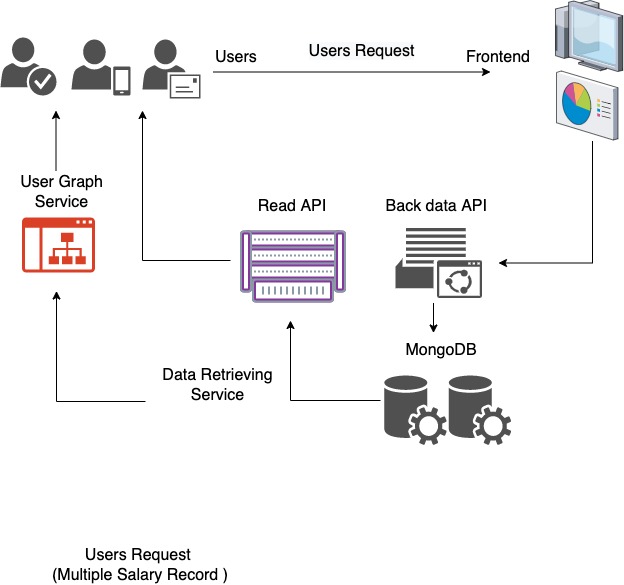 Users
Users Request
Frontend
User Graph
Service
Read API
Back data API
MongoDB
Data Retrieving
Service
Users Request
(Multiple Salary Record )